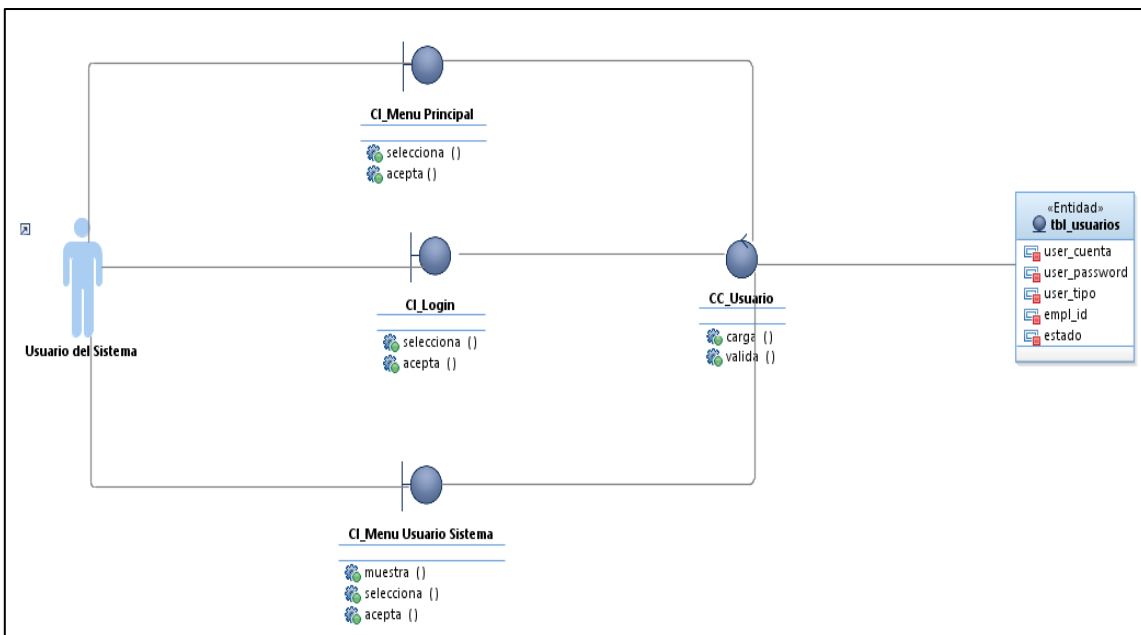 CI_Menu Principal
selecciona ()
acepta ()
Usuario del Sistema
CI_Login
selecciona ()
acepta ()
CC_Usuario
carga ()
valida ()
«Entidad»
tbl_usuarios
user_cuenta
user_password
user_tipo
empl_id
estado
CI_Menu Usuario Sistema
muestra ()
selecciona ()
acepta ()